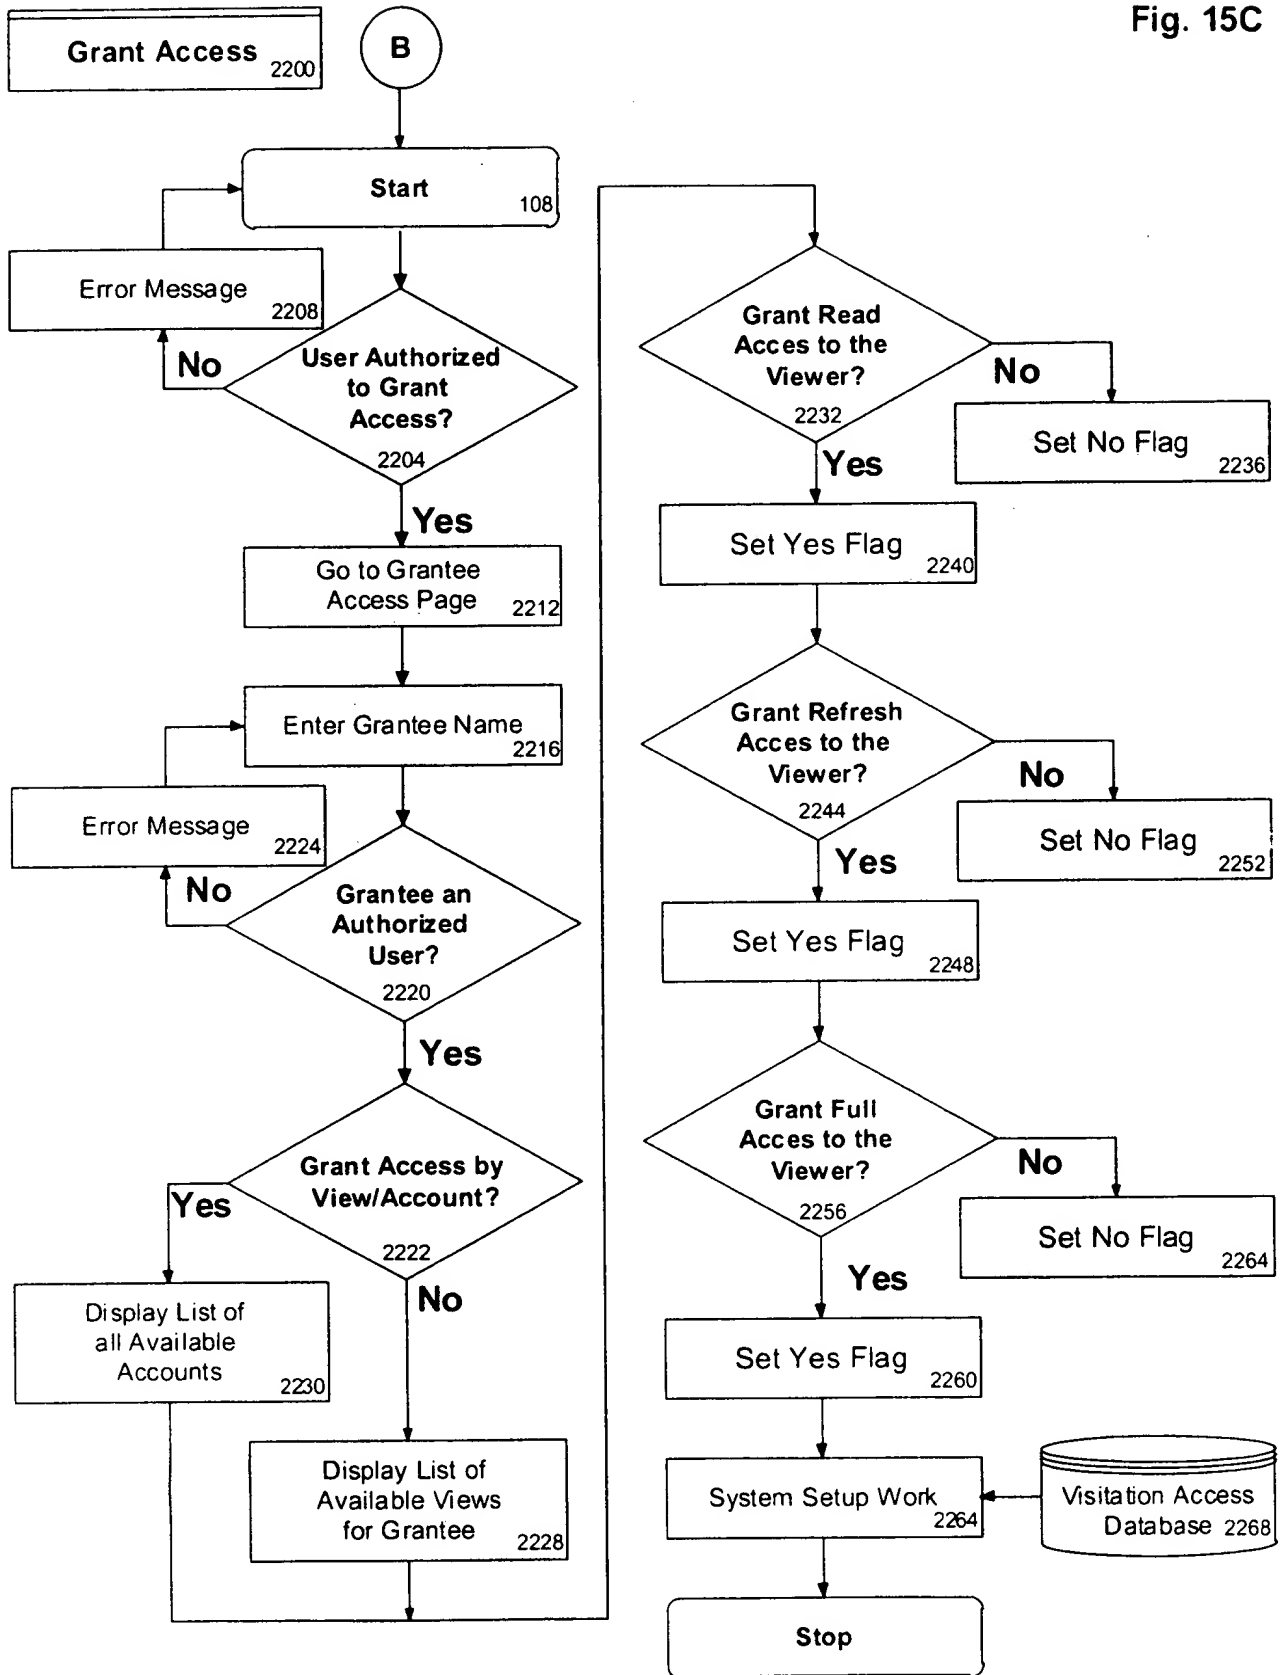 Fig. 15C
Grant Access
2200
B
Start
108
Error Message
2208
No
User Authorized
to Grant
Access?
2204
Yes
Go to Grantee
Access Page
2212
Enter Grantee Name
2216
Error Message
2224
No
Grantee an
Authorized
User?
2220
Yes
Grant Access by
View/Account?
2222
Yes
No
Display List of
all Available
Accounts
2230
Display List of
Available Views
for Grantee
2228
Grant Read
Acces to the
Viewer?
2232
No
Set No Flag
2236
Yes
Set Yes Flag
2240
Grant Refresh
Acces to the
Viewer?
2244
No
Set No Flag
2252
Yes
Set Yes Flag
2248
Grant Full
Acces to the
Viewer?
2256
No
Set No Flag
2264
Yes
Set Yes Flag
2260
System Setup Work
2264
Visitation Access
Database 2268
Stop